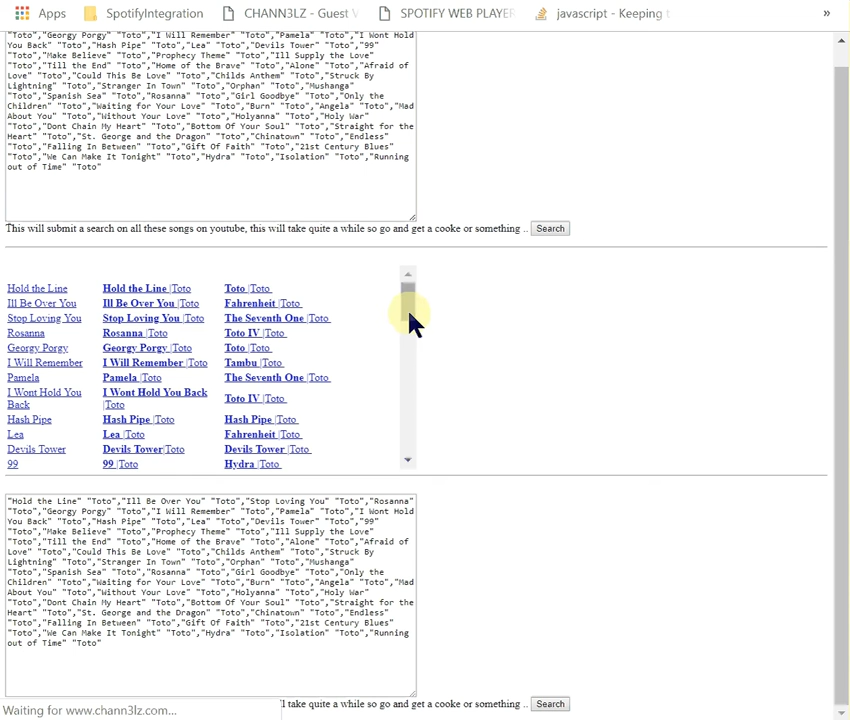 Apps SpotifyIntegration CHANN3LZ - Guest V SPOTIFY WEB PLAYER javascript - Keeping t »
"Toto","Georgy Porgy" "Toto","I Will Remember" "Toto","Pamela" "Toto","I Wont Hold
You Back" "Toto","Hash Pipe" "Toto","Lea" "Toto","Devils Tower" "Toto","99"
"Toto","Make Believe" "Toto","Prophecy Theme" "Toto","Ill Supply the Love"
"Toto","Till the End" "Toto","Home of the Brave" "Toto","Alone" "Toto","Afraid of
Love" "Toto","Could This Be Love" "Toto","Childs Anthem" "Toto","Struck By
Lightning" "Toto","Stranger In Town" "Toto","Orphan" "Toto","Mushanga"
"Toto","Spanish Sea" "Toto","Rosanna" "Toto","Girl Goodbye" "Toto","Only the
Children" "Toto","Waiting for Your Love" "Toto","Burn" "Toto","Angela" "Toto","Mad
About You" "Toto","Without Your Love" "Toto","Holyanna" "Toto","Holy War"
"Toto","Dont Chain My Heart" "Toto","Bottom Of Your Soul" "Toto","Straight for the
Heart" "Toto","St. George and the Dragon" "Toto","Chinatown" "Toto","Endless"
"Toto","Falling In Between" "Toto","Gift Of Faith" "Toto","21st Century Blues"
"Toto","We Can Make It Tonight" "Toto","Hydra" "Toto","Isolation" "Toto","Running
out of Time" "Toto"
This will submit a search on all these songs on youtube, this will take quite a while so go and get a cooke or something .. Search
Hold the Line Hold the Line |Toto Toto |Toto
Ill Be Over You Ill Be Over You |Toto Fahrenheit |Toto
Stop Loving You Stop Loving You |Toto The Seventh One |Toto
Rosanna Rosanna |Toto Toto IV |Toto
Georgy Porgy Georgy Porgy |Toto Toto |Toto
I Will Remember I Will Remember |Toto Tambu |Toto
Pamela Pamela |Toto The Seventh One |Toto
I Wont Hold You Back I Wont Hold You Back |Toto Toto IV |Toto
Hash Pipe Hash Pipe |Toto Hash Pipe |Toto
Lea Lea |Toto Fahrenheit |Toto
Devils Tower Devils Tower|Toto Devils Tower |Toto
99 99 |Toto Hydra |Toto
"Hold the Line" "Toto","Ill Be Over You" "Toto","Stop Loving You" "Toto","Rosanna"
"Toto","Georgy Porgy" "Toto","I Will Remember" "Toto","Pamela" "Toto","I Wont Hold
You Back" "Toto","Hash Pipe" "Toto","Lea" "Toto","Devils Tower" "Toto","99"
"Toto","Make Believe" "Toto","Prophecy Theme" "Toto","Ill Supply the Love"
"Toto","Till the End" "Toto","Home of the Brave" "Toto","Alone" "Toto","Afraid of
Love" "Toto","Could This Be Love" "Toto","Childs Anthem" "Toto","Struck By
Lightning" "Toto","Stranger In Town" "Toto","Orphan" "Toto","Mushanga"
"Toto","Spanish Sea" "Toto","Rosanna" "Toto","Girl Goodbye" "Toto","Only the
Children" "Toto","Waiting for Your Love" "Toto","Burn" "Toto","Angela" "Toto","Mad
About You" "Toto","Without Your Love" "Toto","Holyanna" "Toto","Holy War"
"Toto","Dont Chain My Heart" "Toto","Bottom Of Your Soul" "Toto","Straight for the
Heart" "Toto","St. George and the Dragon" "Toto","Chinatown" "Toto","Endless"
"Toto","Falling In Between" "Toto","Gift Of Faith" "Toto","21st Century Blues"
"Toto","We Can Make It Tonight" "Toto","Hydra" "Toto","Isolation" "Toto","Running
out of Time" "Toto"
take quite a while so go and get a cooke or something .. Search
Waiting for www.chann3lz.com...